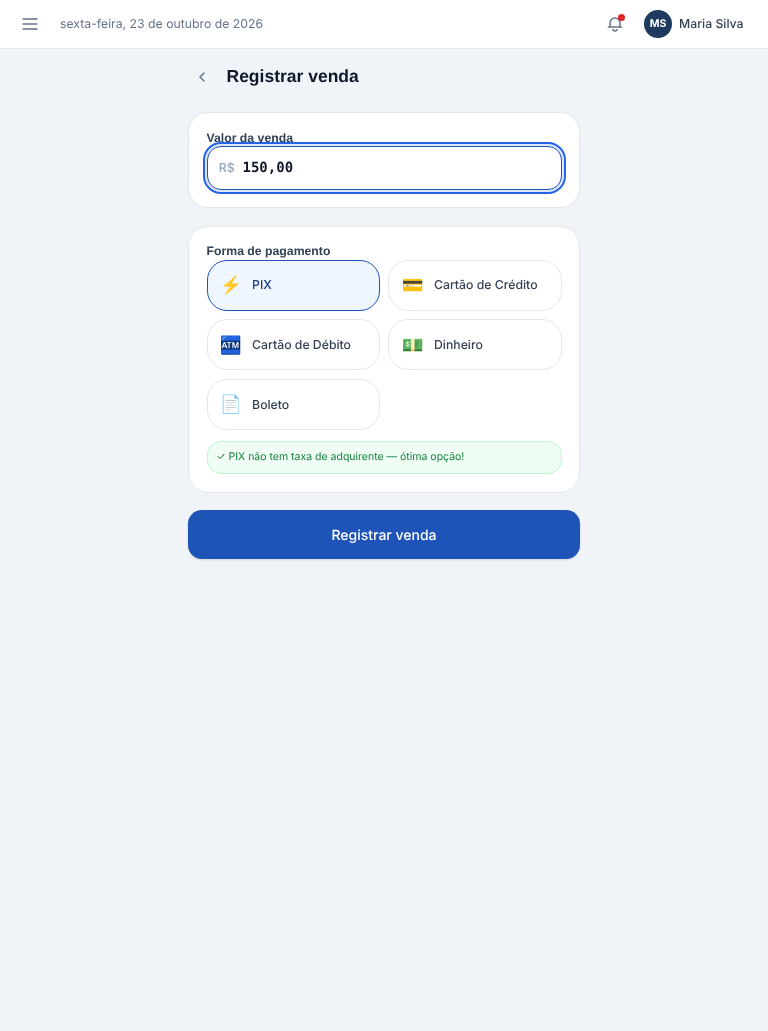 sexta-feira, 23 de outubro de 2026
MS Maria Silva
Registrar venda
Valor da venda
R$ 150,00
Forma de pagamento
⚡ PIX
💳 Cartão de Crédito
🏧 Cartão de Débito
💵 Dinheiro
📄 Boleto
✓ PIX não tem taxa de adquirente — ótima opção!
Registrar venda